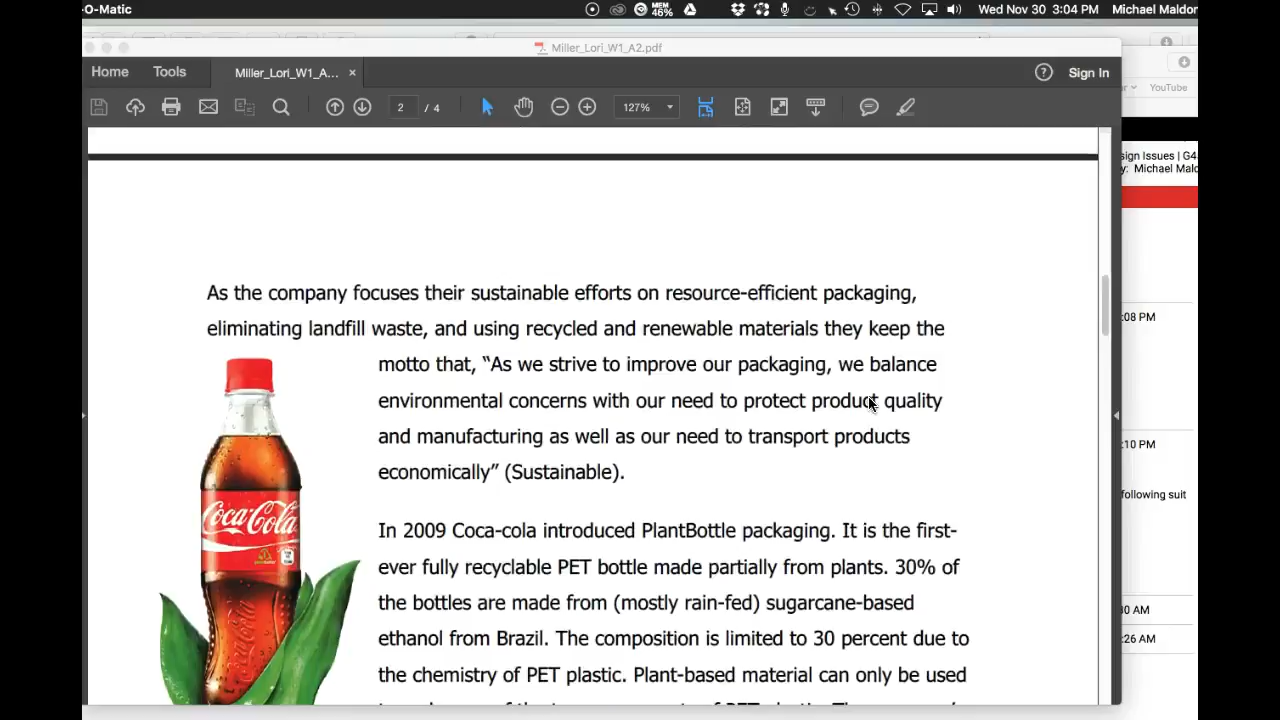 -O-Matic
MEM
46%
Wed Nov 30 3:04 PM
Michael Maldon
Miller_Lori_W1_A2.pdf
Home
Tools
Miller_Lori_W1_A...
×
Sign In
2 / 4
127%
YouTube
sign Issues | G4
y: Michael Malc
:08 PM
:10 PM
following suit
30 AM
:26 AM
As the company focuses their sustainable efforts on resource-efficient packaging,
eliminating landfill waste, and using recycled and renewable materials they keep the
motto that, “As we strive to improve our packaging, we balance
environmental concerns with our need to protect product quality
and manufacturing as well as our need to transport products
economically” (Sustainable).
Coca-Cola
In 2009 Coca-cola introduced PlantBottle packaging. It is the first-
ever fully recyclable PET bottle made partially from plants. 30% of
the bottles are made from (mostly rain-fed) sugarcane-based
ethanol from Brazil. The composition is limited to 30 percent due to
the chemistry of PET plastic. Plant-based material can only be used